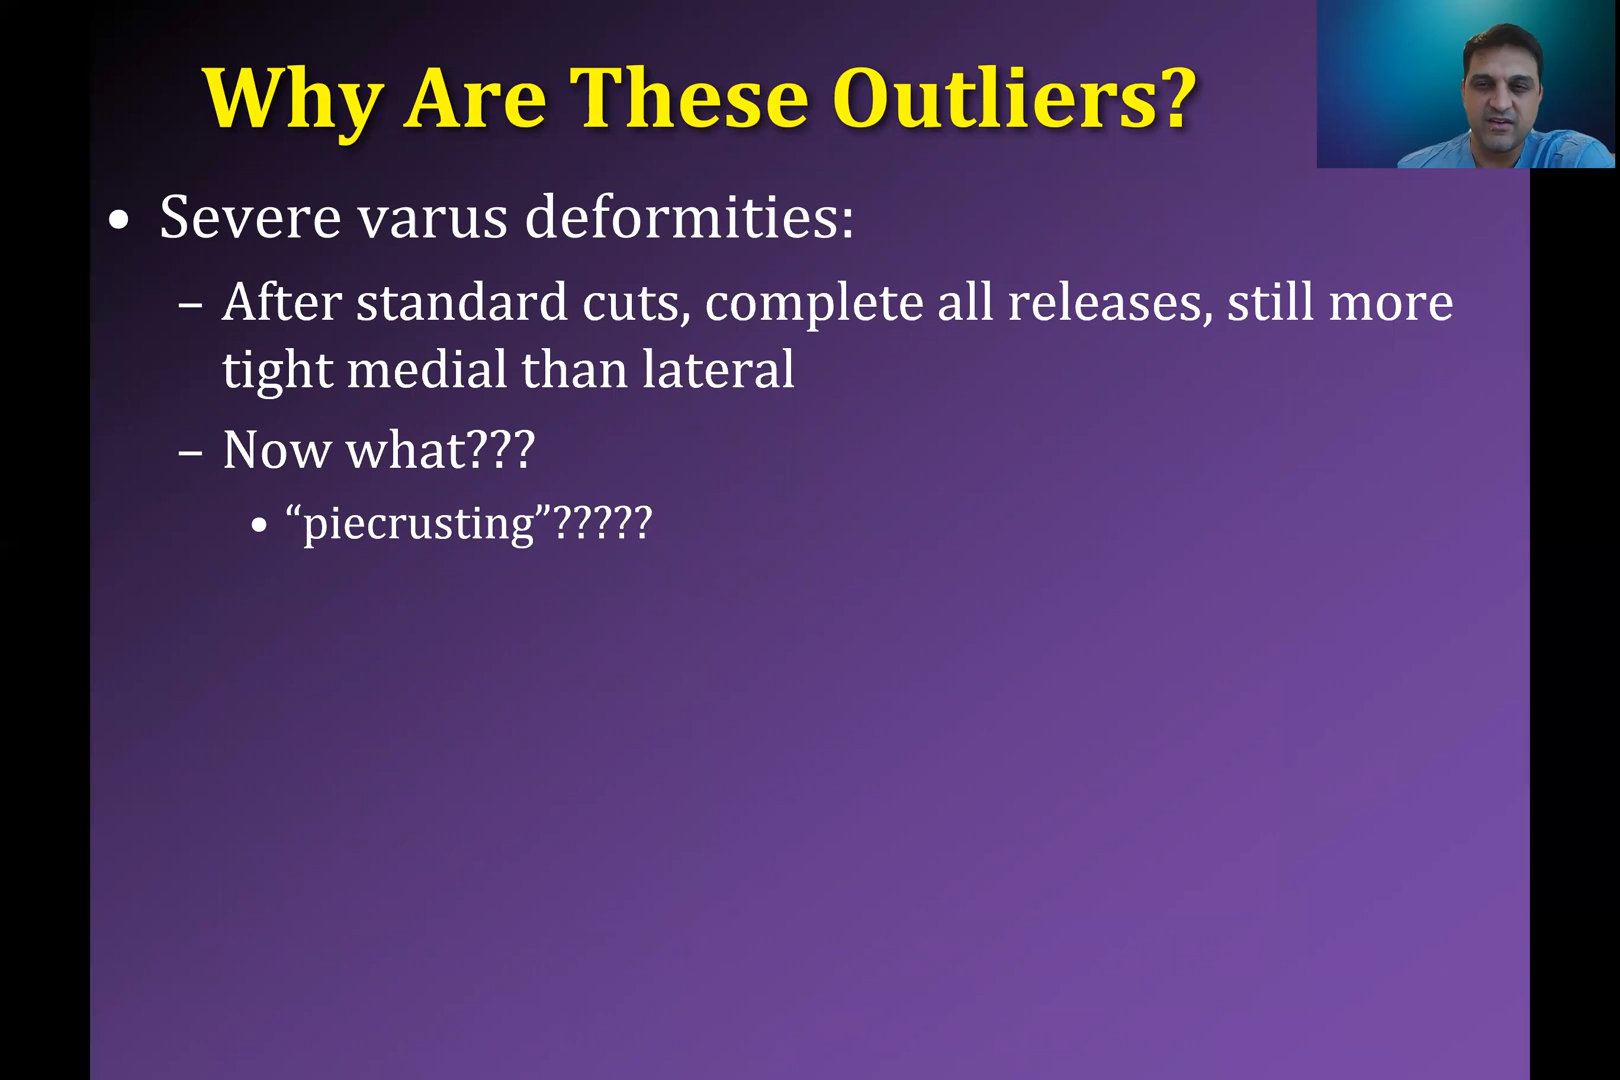 Why Are These Outliers?
• Severe varus deformities:
– After standard cuts, complete all releases, still more
tight medial than lateral
– Now what???
• “piecrusting”?????